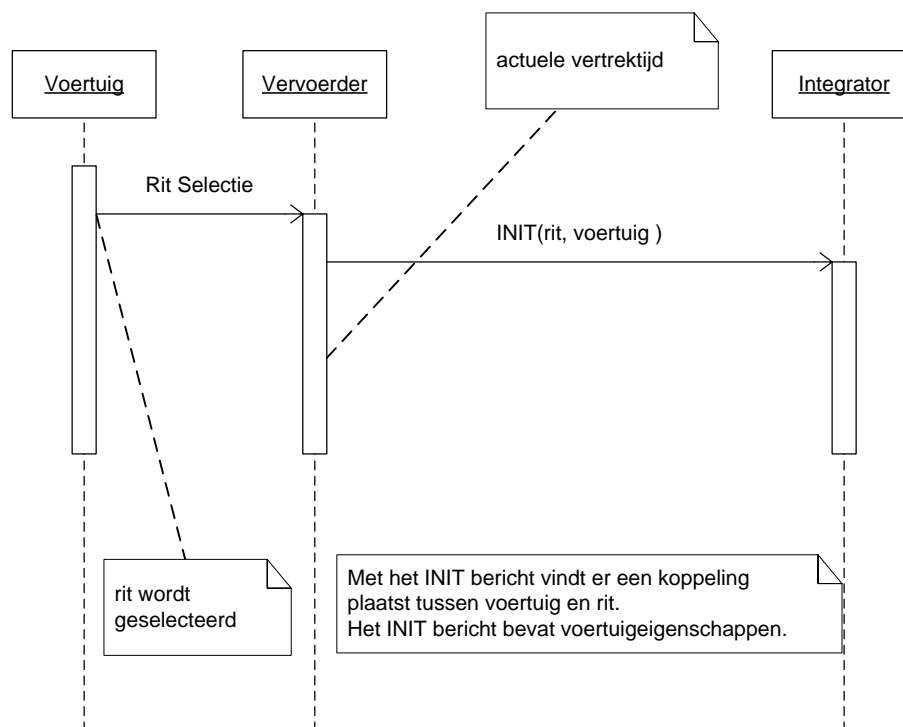 actuele vertrektijd
Voertuig
Vervoerder
Integrator
Rit Selectie
INIT(rit, voertuig )
rit wordt
geselecteerd
Met het INIT bericht vindt er een koppeling
plaatst tussen voertuig en rit.
Het INIT bericht bevat voertuigeigenschappen.